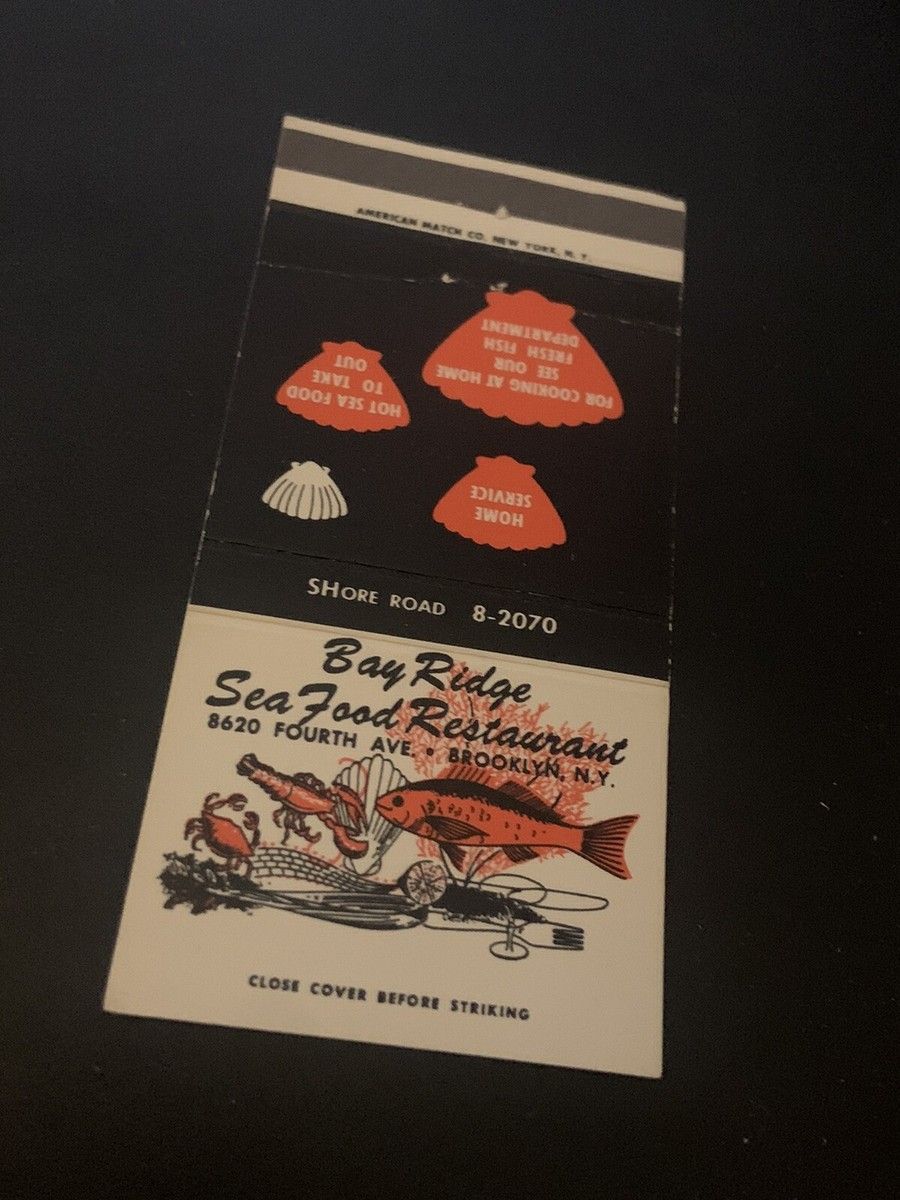 AMERICAN MATCH CO. NEW YORK, N. Y.
FOR COOKING AT HOME
SEE OUR
FRESH FISH
DEPARTMENT
HOT SEA FOOD
TO TAKE
OUT
HOME
SERVICE
SHORE ROAD 8-2070
Bay Ridge
Sea Food Restaurant
8620 FOURTH AVE. • BROOKLYN, N.Y.
CLOSE COVER BEFORE STRIKING